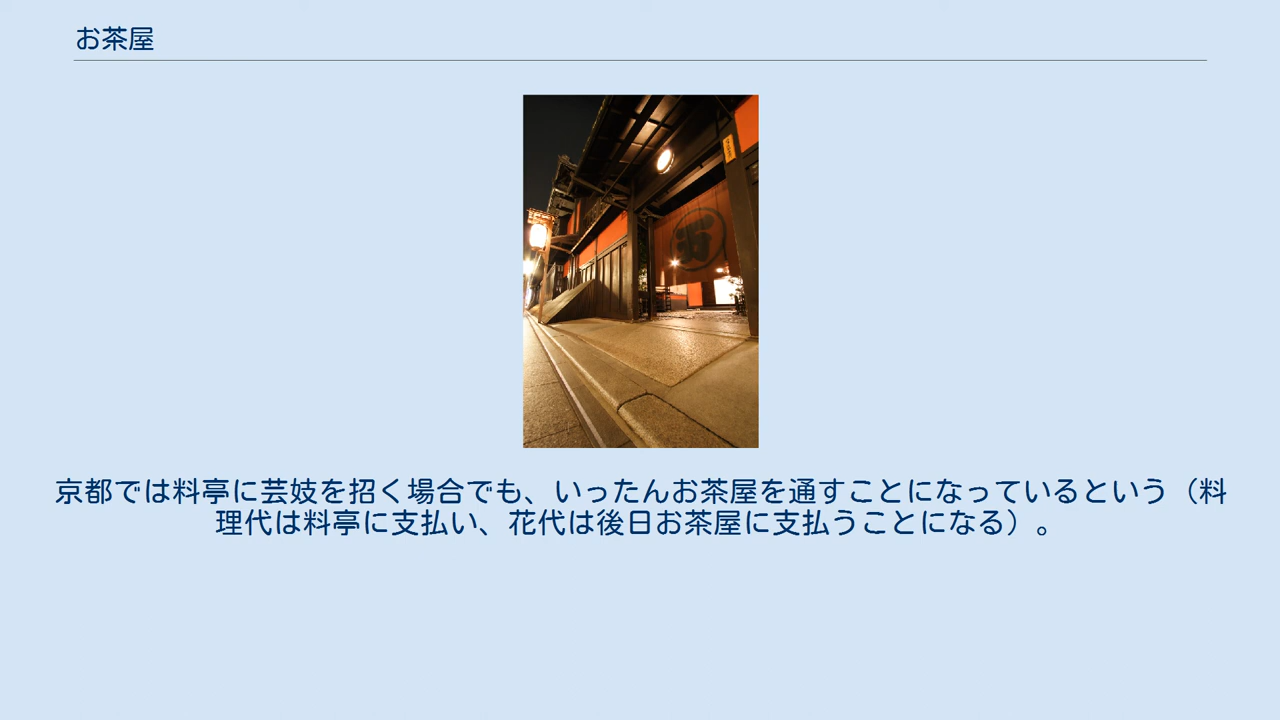 お茶屋
京都では料亭に芸妓を招く場合でも、いったんお茶屋を通すことになっているという（料
理代は料亭に支払い、花代は後日お茶屋に支払うことになる）。